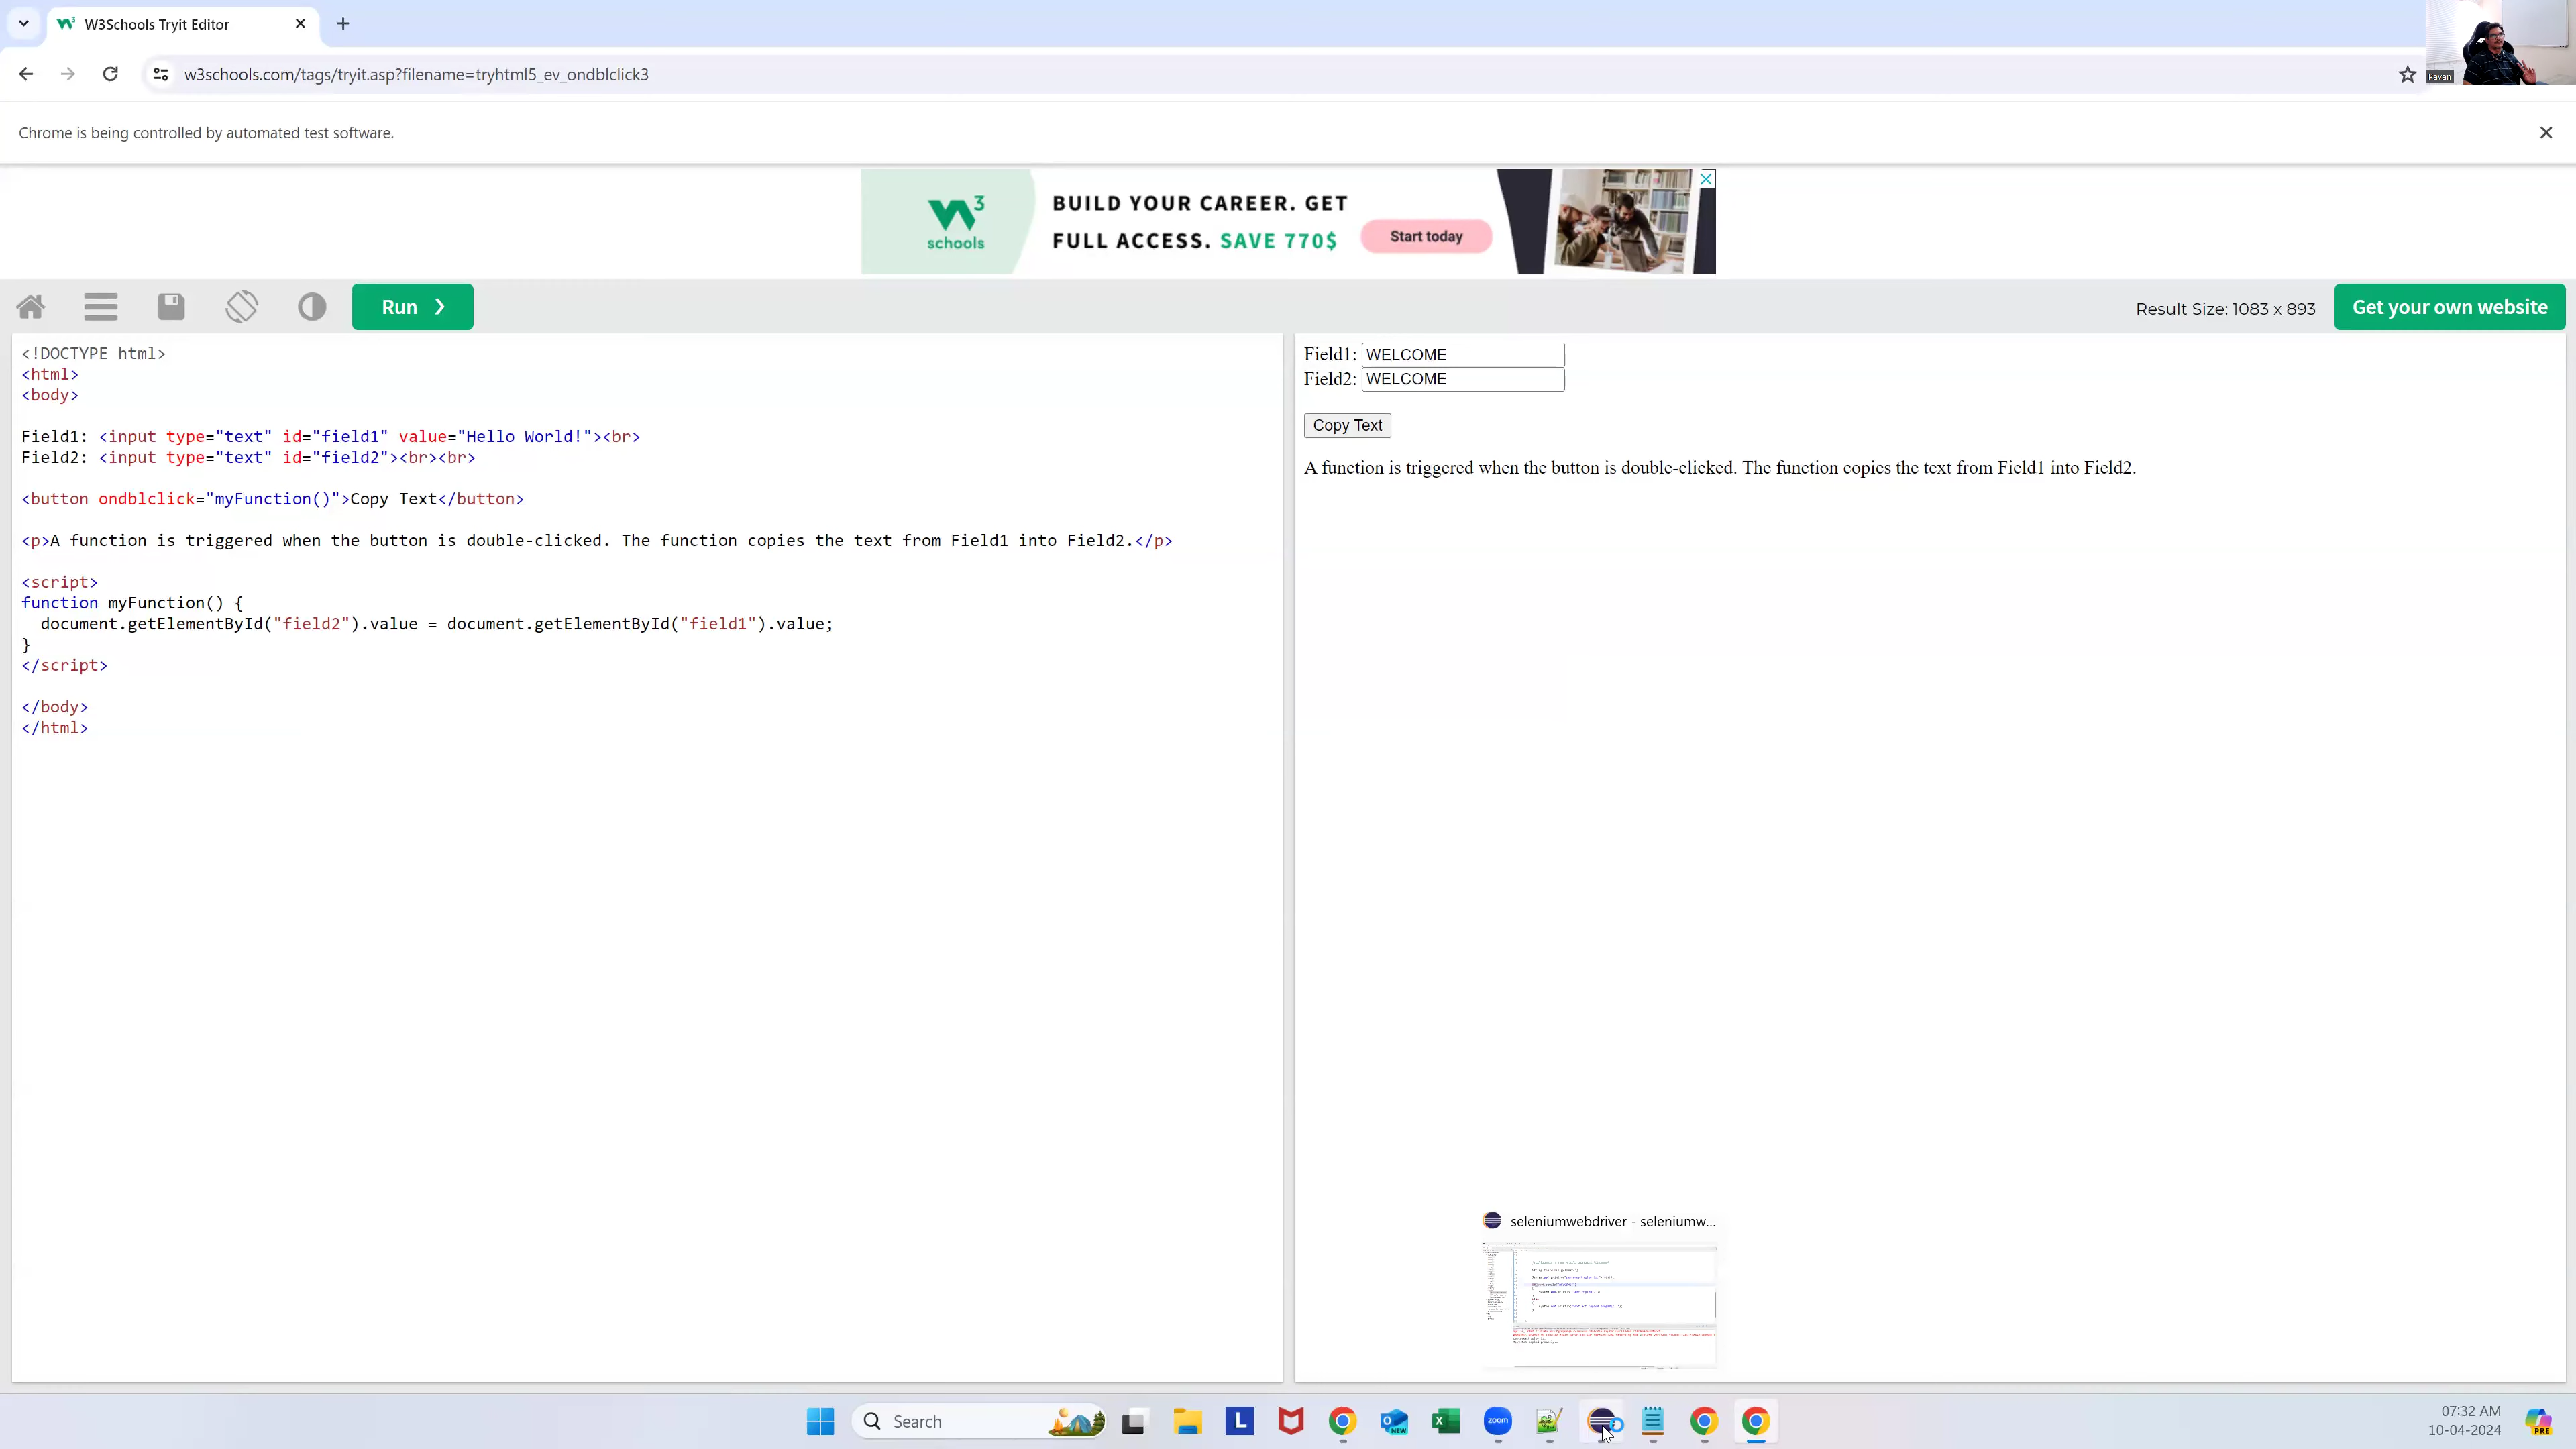 W3Schools Tryit Editor
w3schools.com/tags/tryit.asp?filename=tryhtml5_ev_ondblclick3
Pavan
Chrome is being controlled by automated test software.
W3 schools
BUILD YOUR CAREER. GET
FULL ACCESS. SAVE 770$
Start today
Run ❯
Result Size: 1083 x 893
Get your own website
<!DOCTYPE html>
<html>
<body>
Field1: <input type="text" id="field1" value="Hello World!"><br>
Field2: <input type="text" id="field2"><br><br>
<button ondblclick="myFunction()">Copy Text</button>
<p>A function is triggered when the button is double-clicked. The function copies the text from Field1 into Field2.</p>
<script>
function myFunction() {
document.getElementById("field2").value = document.getElementById("field1").value;
}
</script>
</body>
</html>
Field1: WELCOME
Field2: WELCOME
Copy Text
A function is triggered when the button is double-clicked. The function copies the text from Field1 into Field2.
seleniumwebdriver - seleniumw...
Search
L
NEW
zoom
07:32 AM
10-04-2024
PRE